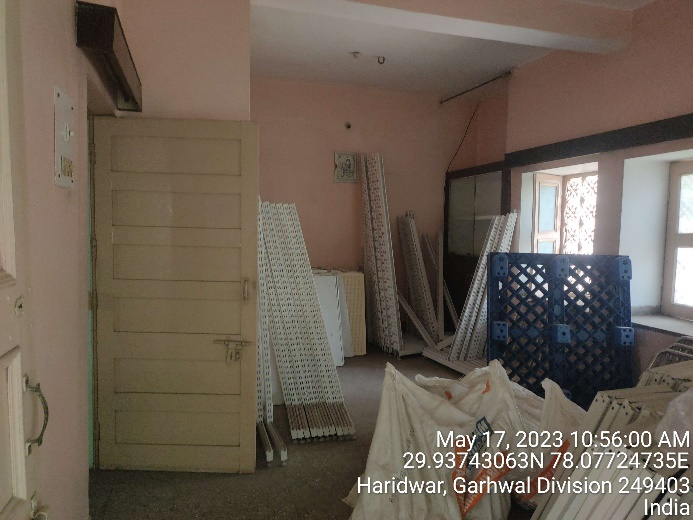 May 17, 2023 10:56:00 AM
29.93743063N 78.07724735E
Haridwar, Garhwal Division 249403
India